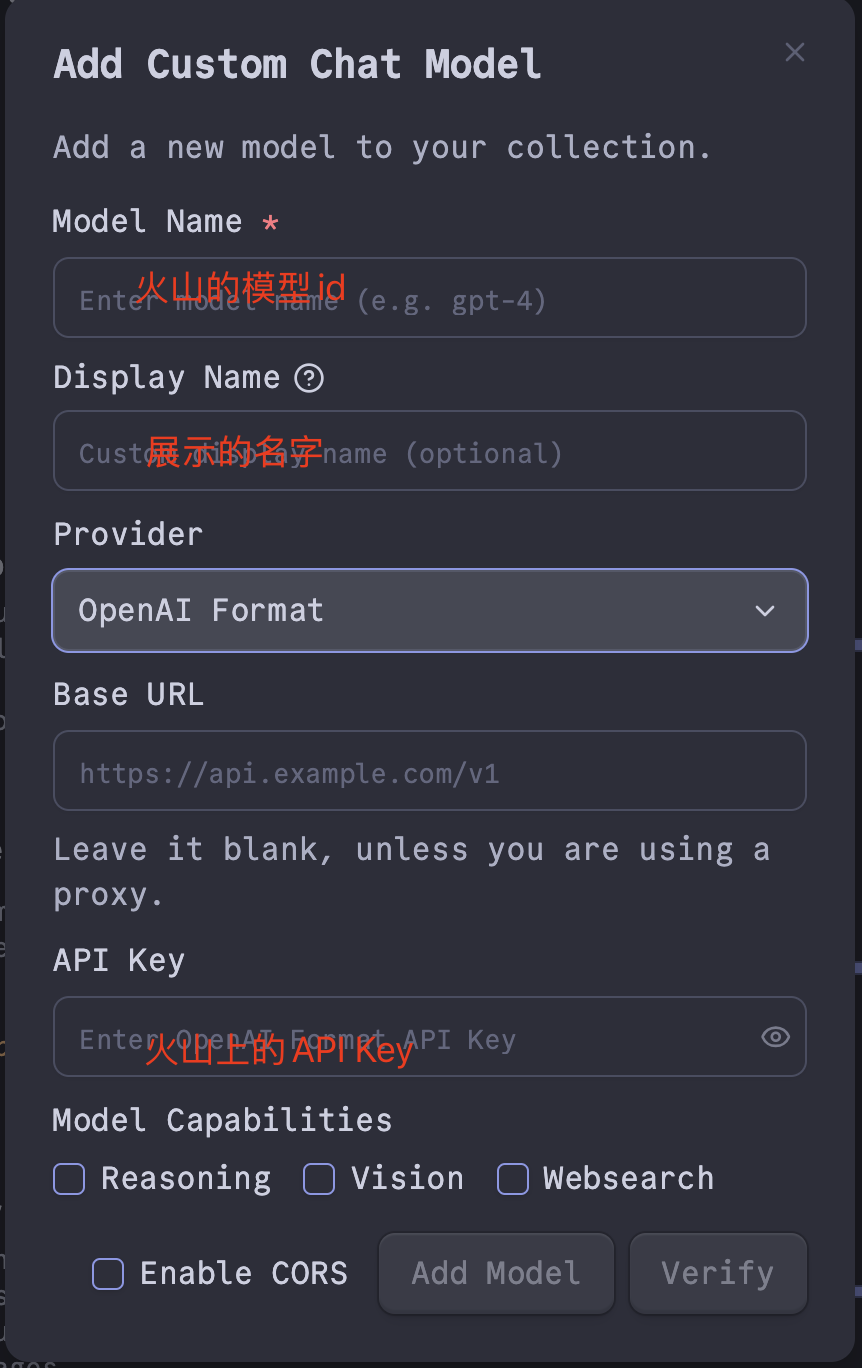 Add Custom Chat Model
Add a new model to your collection.
Model Name *
Enter model name (e.g. gpt-4)
火山的模型id
Display Name ?
Custom display name (optional)
展示的名字
Provider
OpenAI Format
Base URL
https://api.example.com/v1
Leave it blank, unless you are using a
proxy.
API Key
Enter OpenAI Format API Key
火山上的 API Key
Model Capabilities
Reasoning Vision Websearch
Enable CORS Add Model Verify